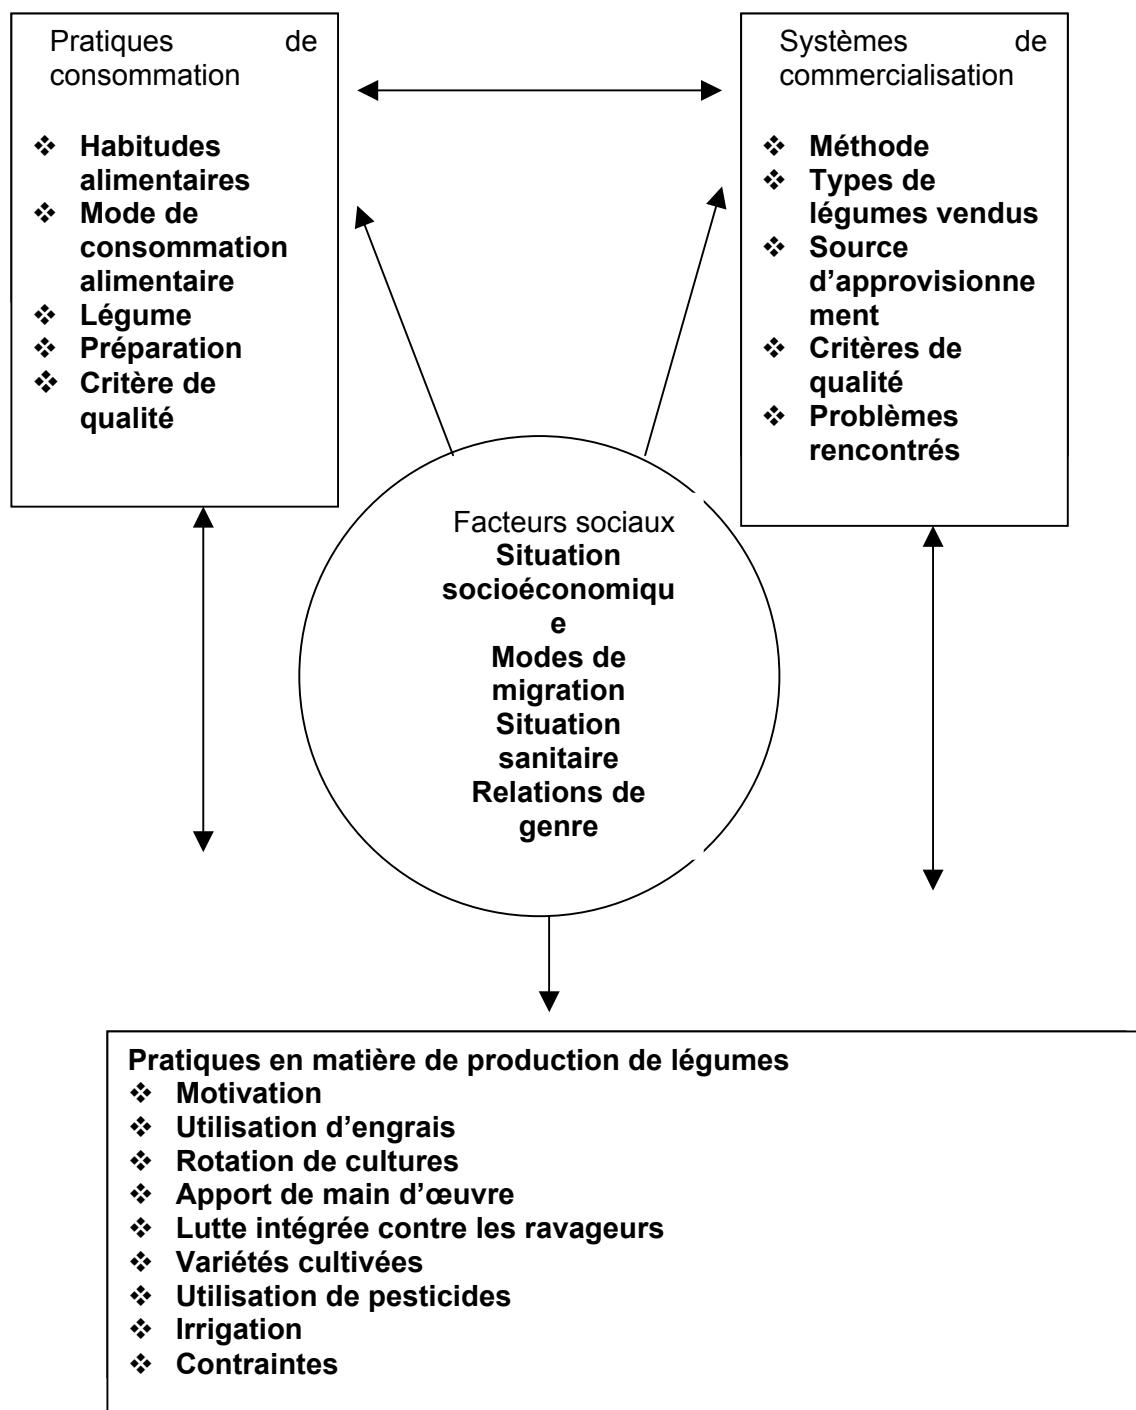 Pratiques de
consommation
❖ Habitudes
alimentaires
❖ Mode de
consommation
alimentaire
❖ Légume
❖ Préparation
❖ Critère de
qualité
Systèmes de
commercialisation
❖ Méthode
❖ Types de
légumes vendus
❖ Source
d’approvisionne
ment
❖ Critères de
qualité
❖ Problèmes
rencontrés
Facteurs sociaux
Situation
socioéconomiqu
e
Modes de
migration
Situation
sanitaire
Relations de
genre
Pratiques en matière de production de légumes
❖ Motivation
❖ Utilisation d’engrais
❖ Rotation de cultures
❖ Apport de main d’œuvre
❖ Lutte intégrée contre les ravageurs
❖ Variétés cultivées
❖ Utilisation de pesticides
❖ Irrigation
❖ Contraintes